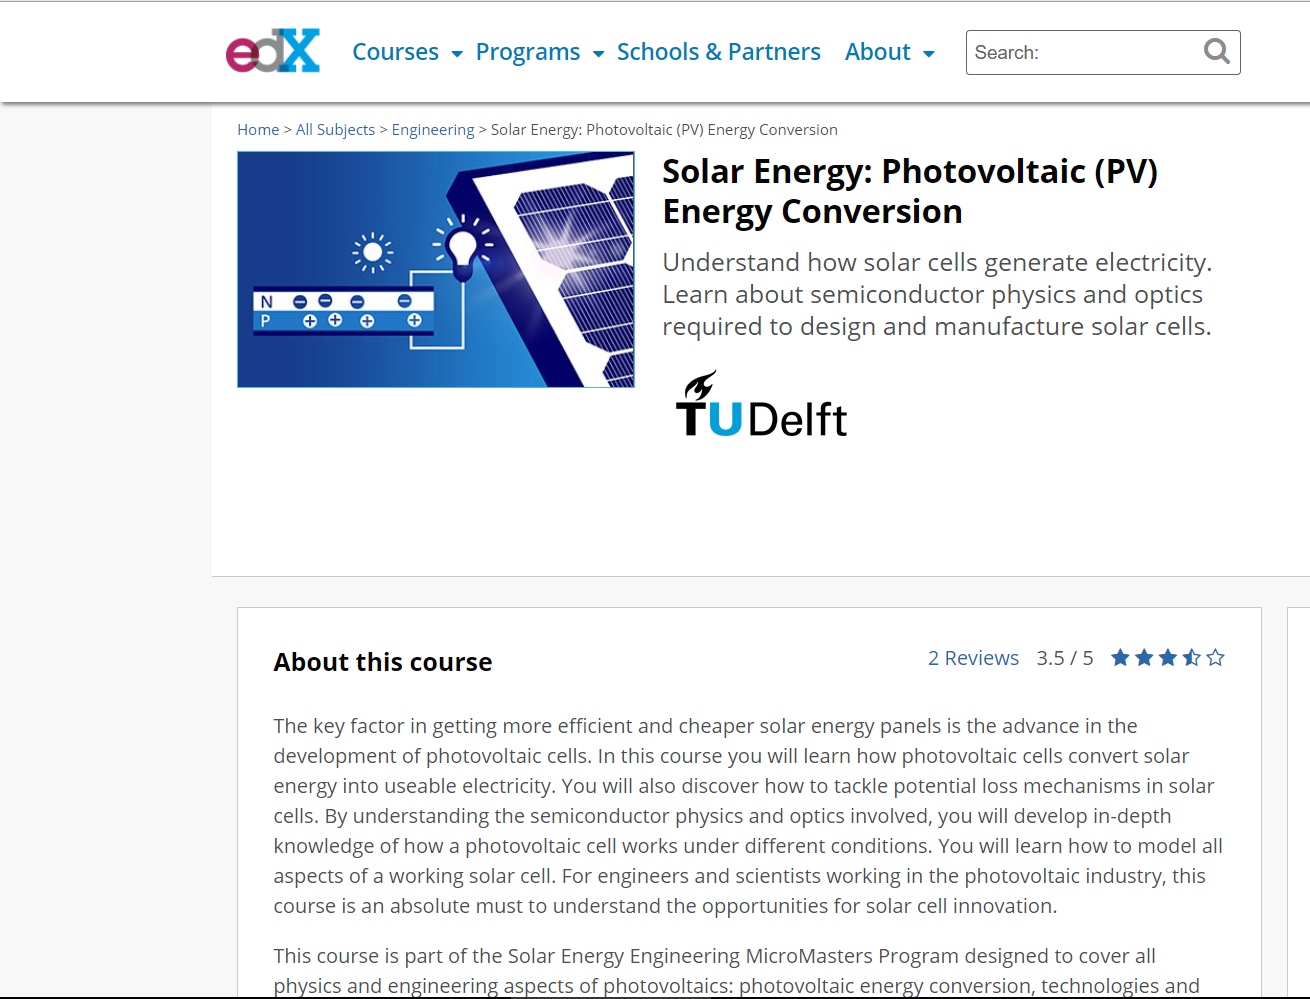 edX
Courses Programs Schools & Partners About Search:
Home > All Subjects > Engineering > Solar Energy: Photovoltaic (PV) Energy Conversion
N
P
Solar Energy: Photovoltaic (PV)
Energy Conversion
Understand how solar cells generate electricity.
Learn about semiconductor physics and optics
required to design and manufacture solar cells.
TU Delft
About this course
2 Reviews 3.5 / 5
The key factor in getting more efficient and cheaper solar energy panels is the advance in the
development of photovoltaic cells. In this course you will learn how photovoltaic cells convert solar
energy into useable electricity. You will also discover how to tackle potential loss mechanisms in solar
cells. By understanding the semiconductor physics and optics involved, you will develop in-depth
knowledge of how a photovoltaic cell works under different conditions. You will learn how to model all
aspects of a working solar cell. For engineers and scientists working in the photovoltaic industry, this
course is an absolute must to understand the opportunities for solar cell innovation.
This course is part of the Solar Energy Engineering MicroMasters Program designed to cover all
physics and engineering aspects of photovoltaics: photovoltaic energy conversion, technologies and